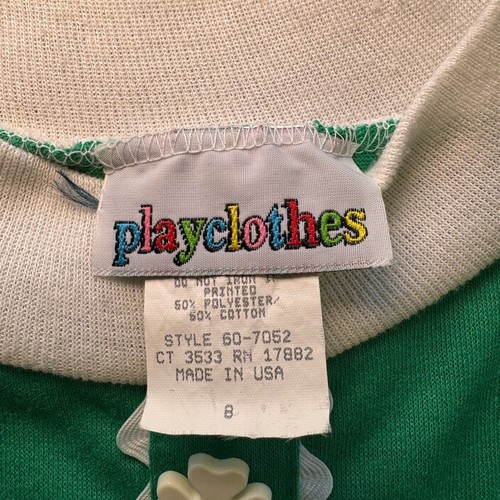 playclothes
DO NOT IRON IF
PRINTED
50% POLYESTER/
50% COTTON
STYLE 60-7052
CT 3533 RN 17882
MADE IN USA
8